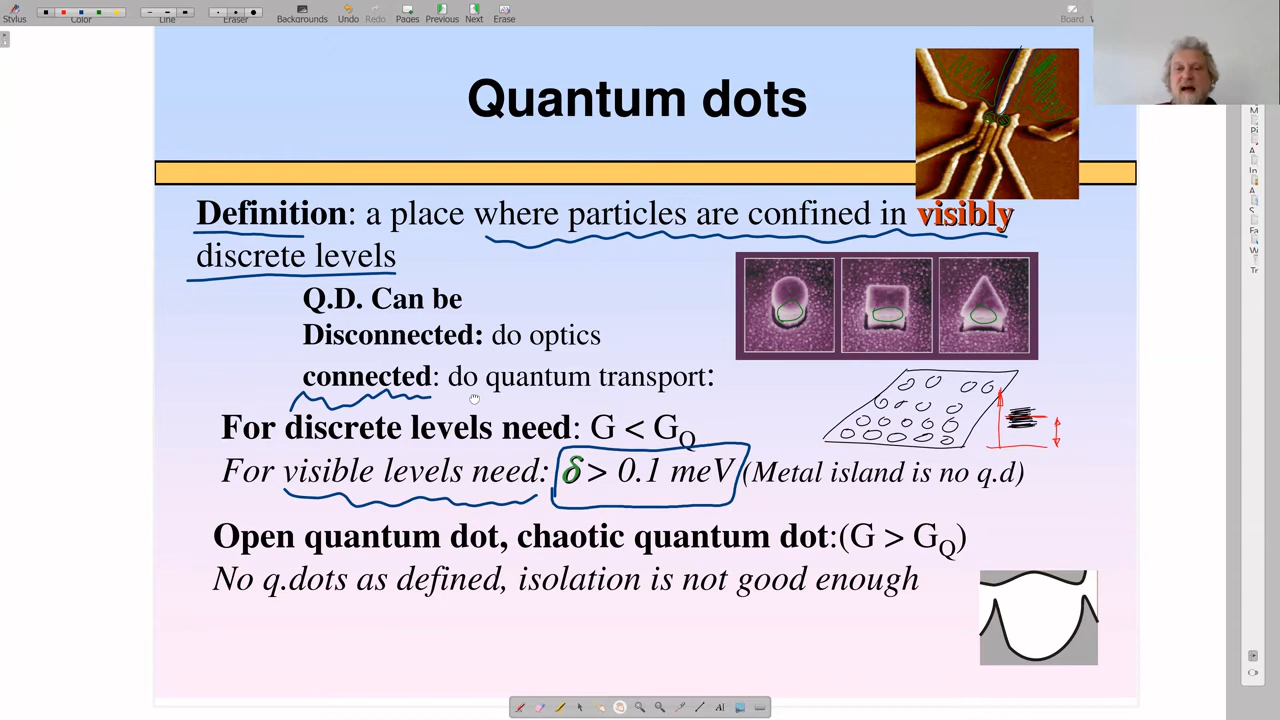 Stylus
Color
Line
Eraser
Backgrounds
Undo
Redo
Pages
Previous
Next
Erase
Board
Quantum dots
Definition: a place where particles are confined in visibly
discrete levels
Q.D. Can be
Disconnected: do optics
connected: do quantum transport:
For discrete levels need: G < G_Q
For visible levels need: δ > 0.1 meV (Metal island is no q.d)
Open quantum dot, chaotic quantum dot:(G > G_Q)
No q.dots as defined, isolation is not good enough